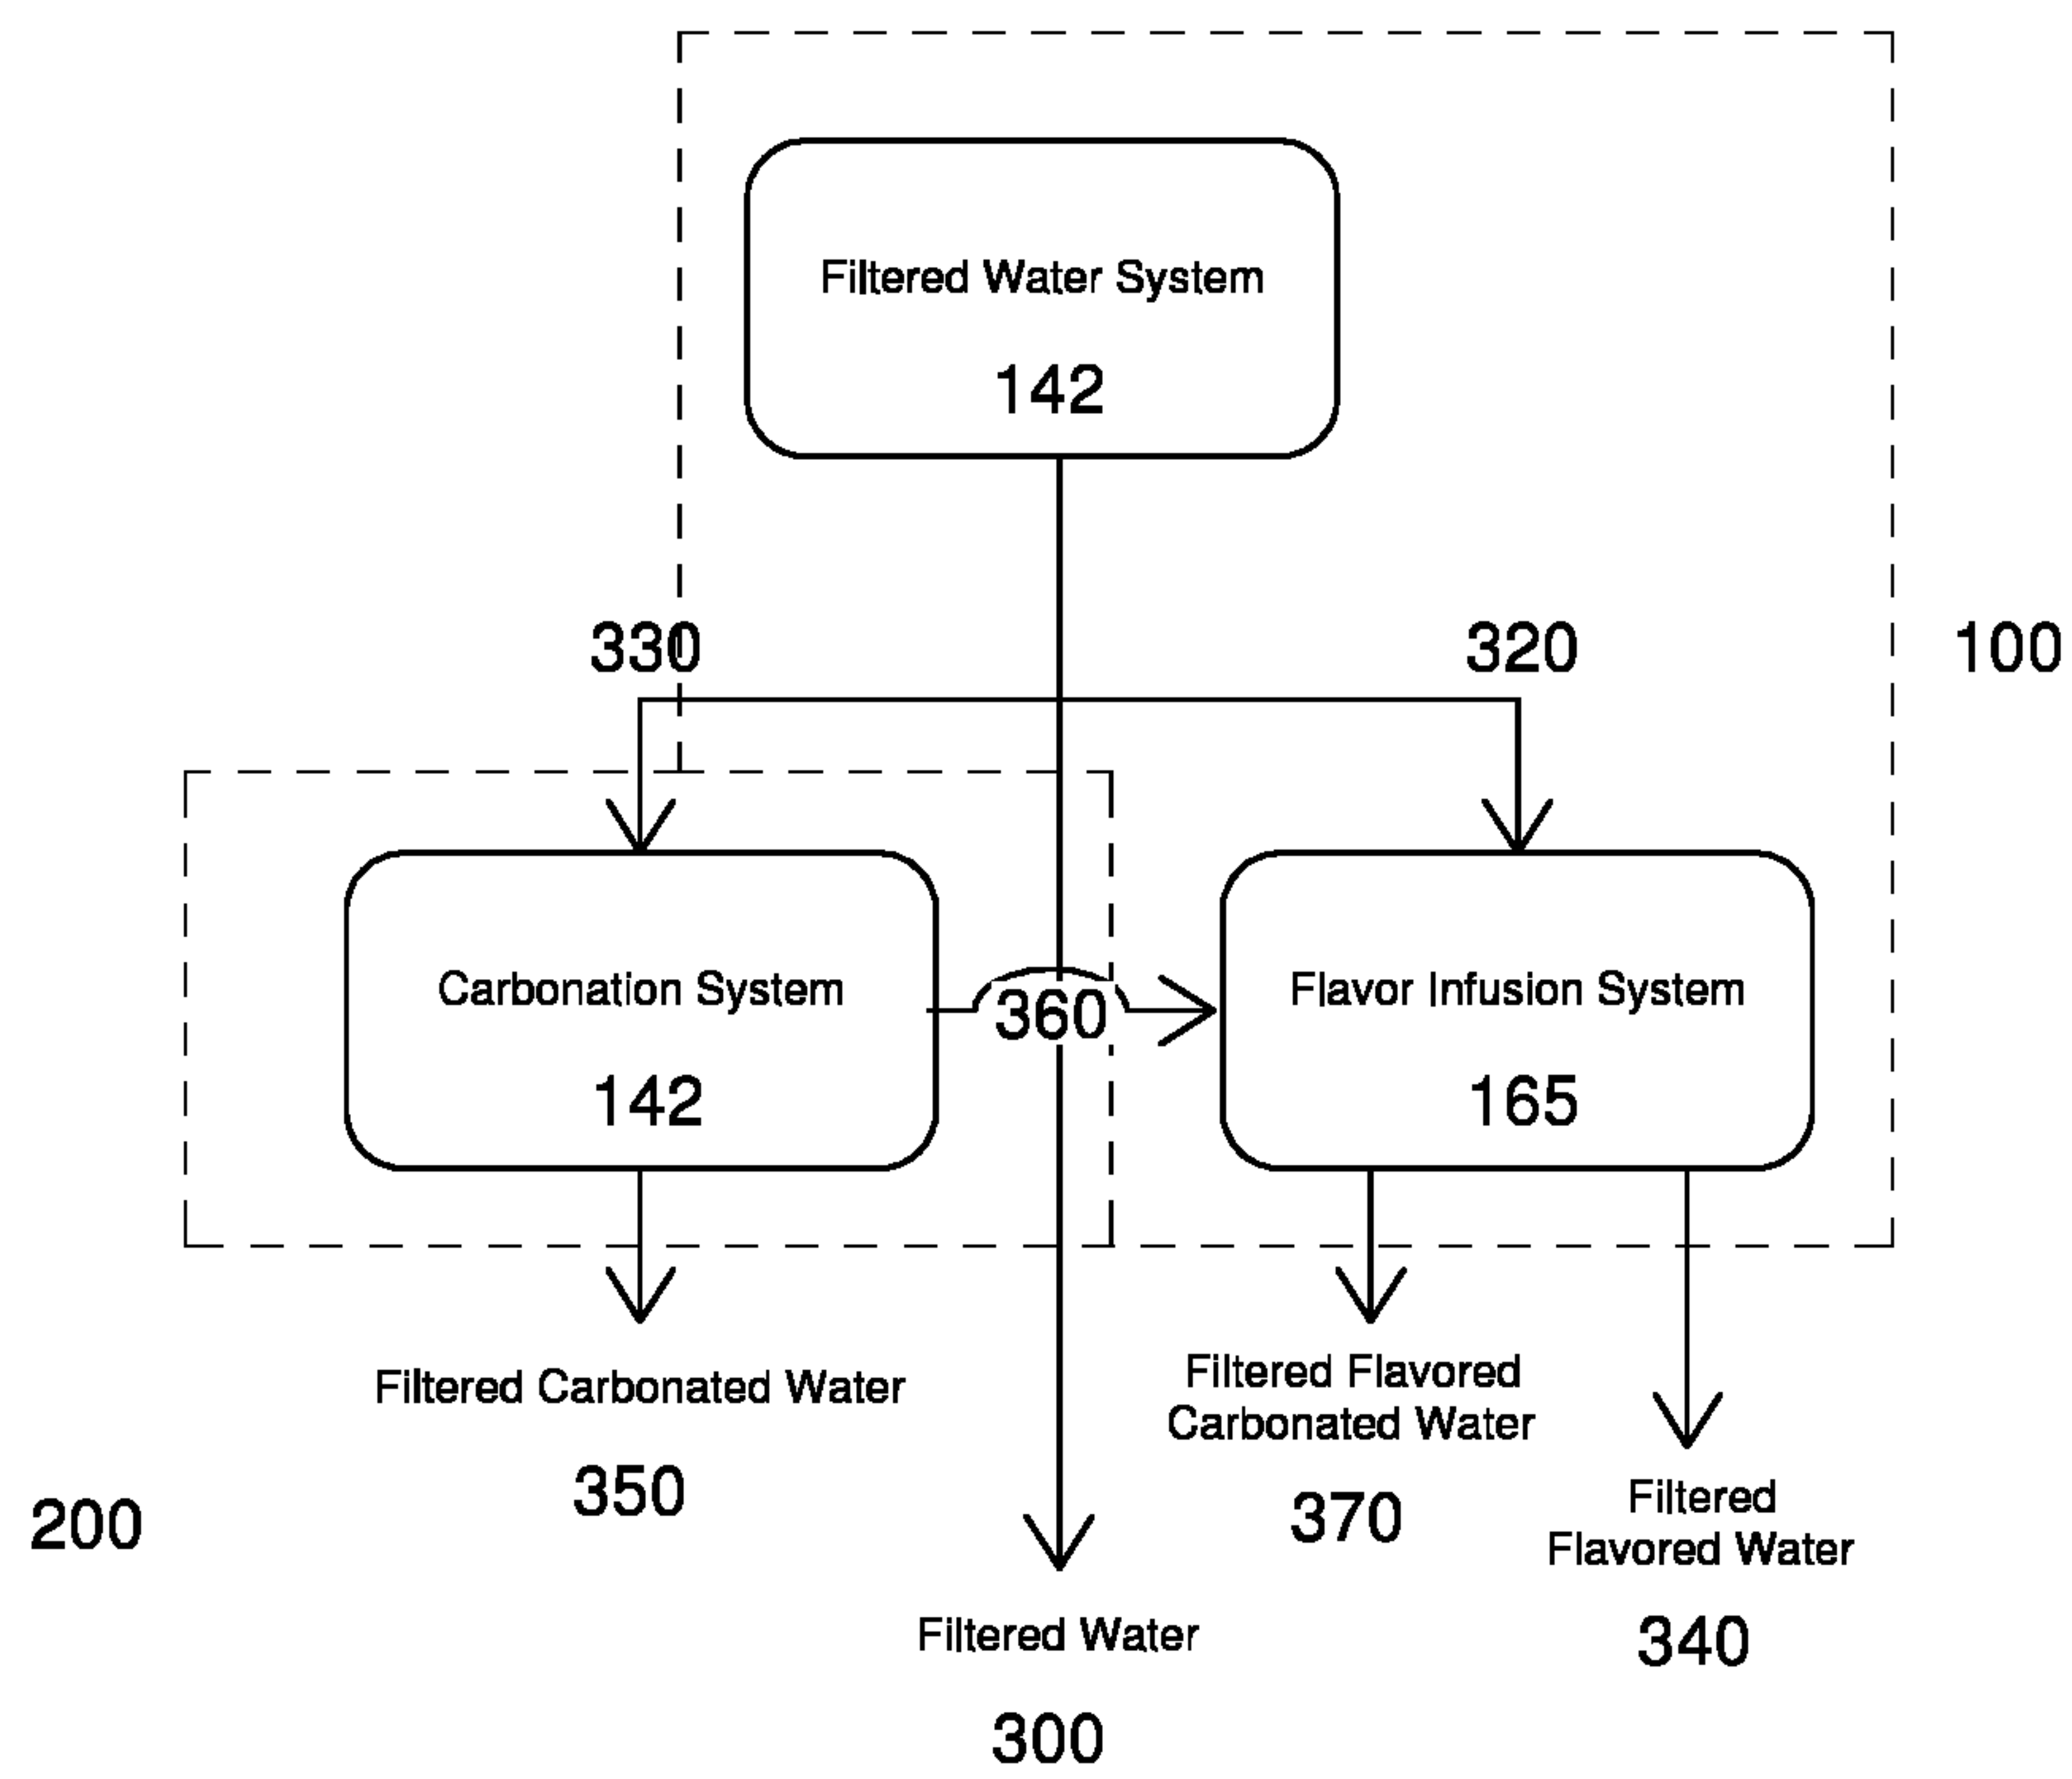 Filtered Water System
142
330
320
100
Carbonation System
142
360
Flavor Infusion System
165
Filtered Carbonated Water
350
Filtered Flavored
Carbonated Water
370
Filtered
Flavored Water
340
200
Filtered Water
300